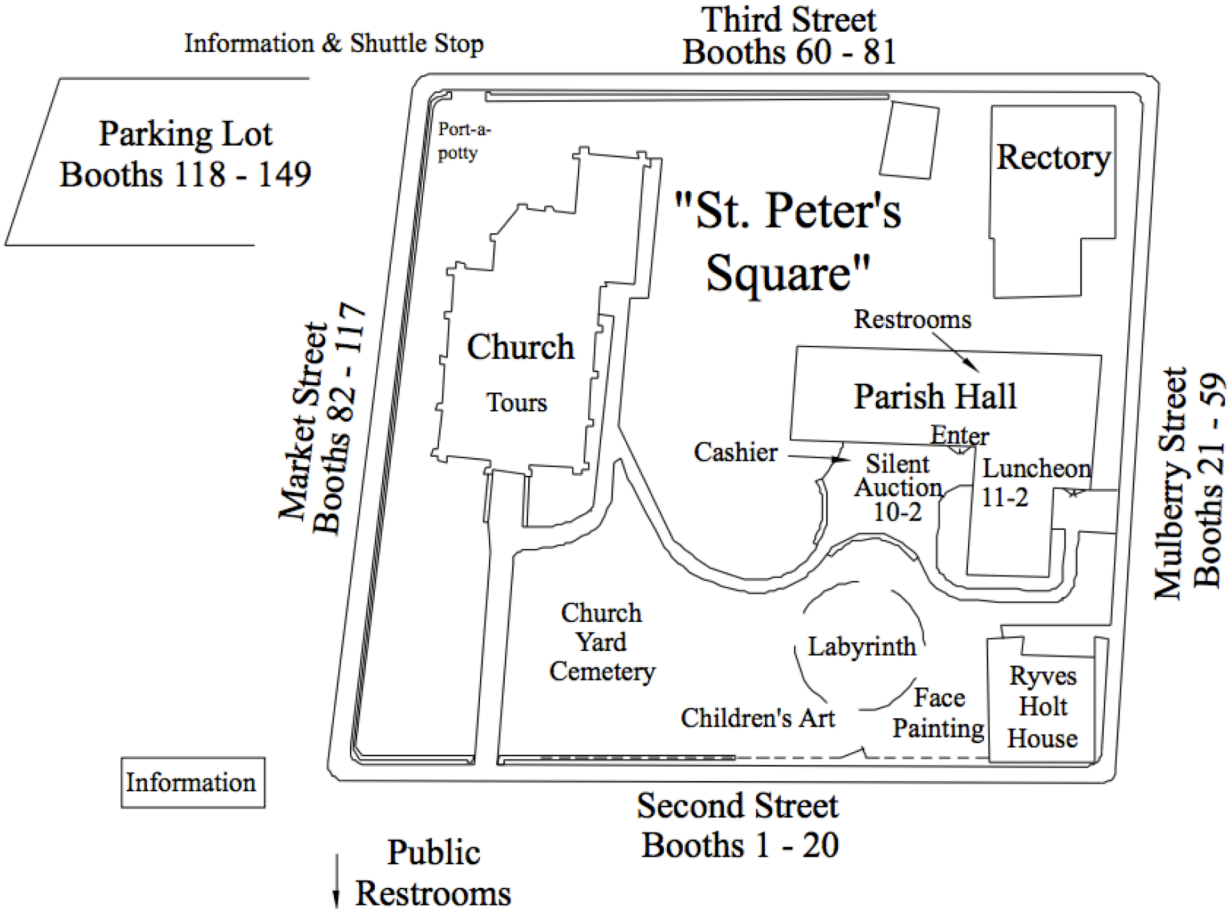 Third Street
Booths 60 - 81
Information & Shuttle Stop
Parking Lot
Booths 118 - 149
Port-a-
potty
Rectory
"St. Peter's
Square"
Restrooms
Church
Tours
Market Street
Booths 82 - 117
Parish Hall
Enter
Cashier
Silent
Auction
10-2
Luncheon
11-2
Mulberry Street
Booths 21 - 59
Church
Yard
Cemetery
Labyrinth
Children's Art
Face
Painting
Ryves
Holt
House
Information
Second Street
Booths 1 - 20
Public
Restrooms